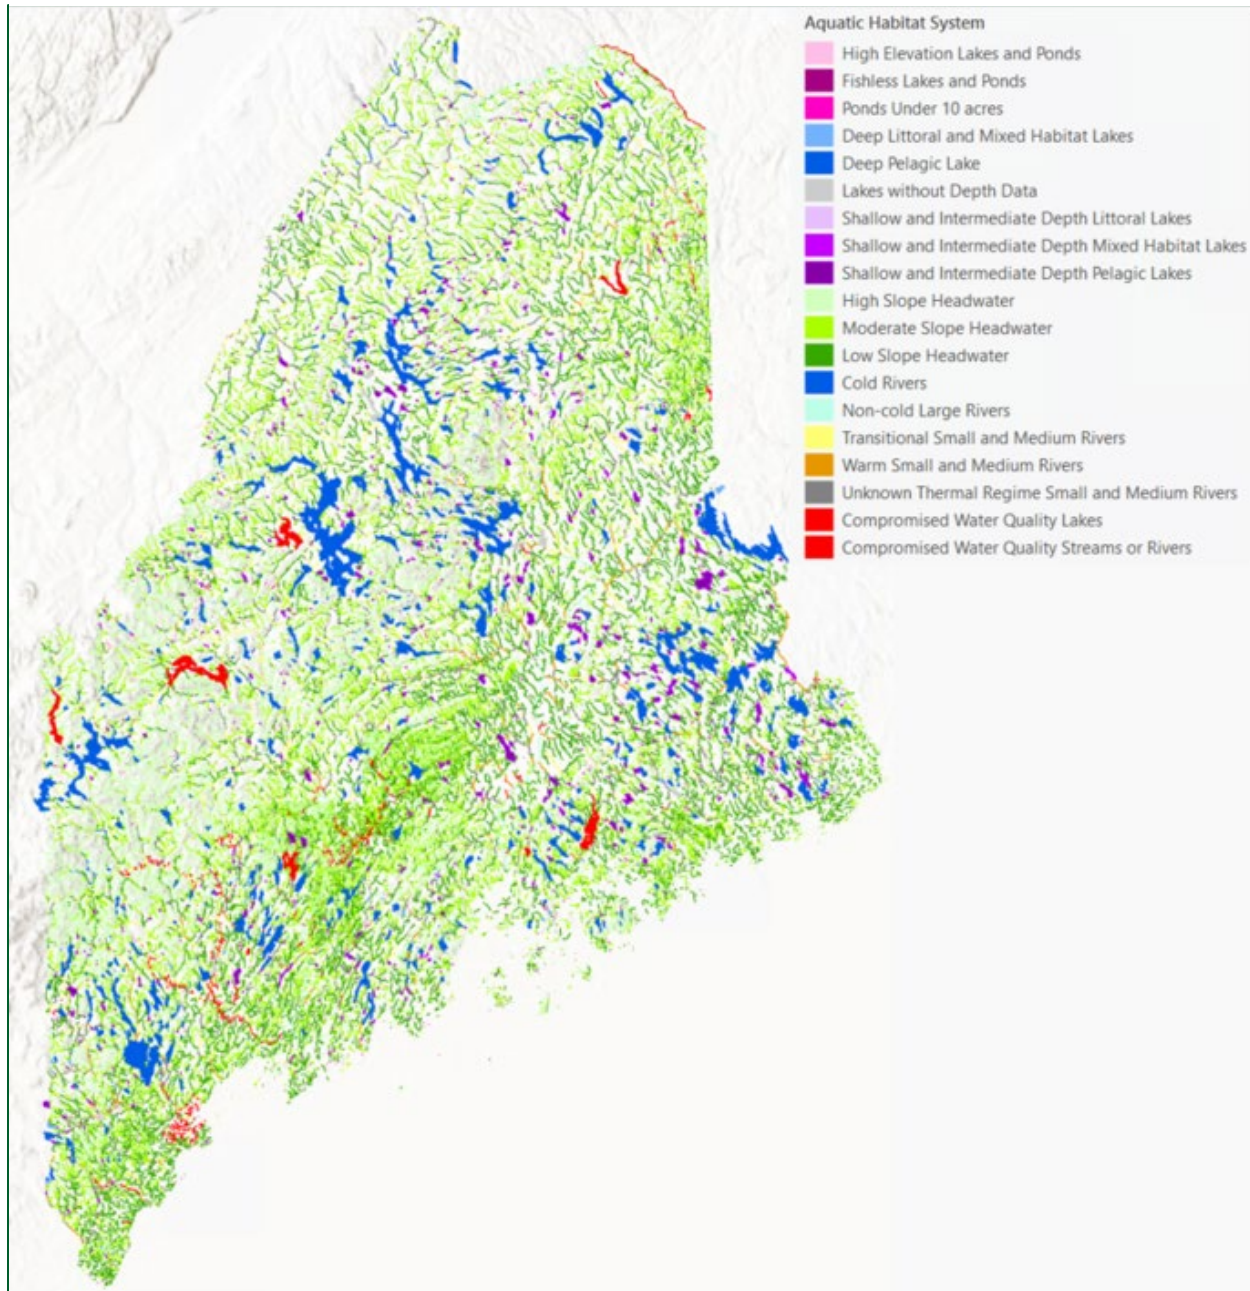 Aquatic Habitat System
High Elevation Lakes and Ponds
Fishless Lakes and Ponds
Ponds Under 10 acres
Deep Littoral and Mixed Habitat Lakes
Deep Pelagic Lake
Lakes without Depth Data
Shallow and Intermediate Depth Littoral Lakes
Shallow and Intermediate Depth Mixed Habitat Lakes
Shallow and Intermediate Depth Pelagic Lakes
High Slope Headwater
Moderate Slope Headwater
Low Slope Headwater
Cold Rivers
Non-cold Large Rivers
Transitional Small and Medium Rivers
Warm Small and Medium Rivers
Unknown Thermal Regime Small and Medium Rivers
Compromised Water Quality Lakes
Compromised Water Quality Streams or Rivers